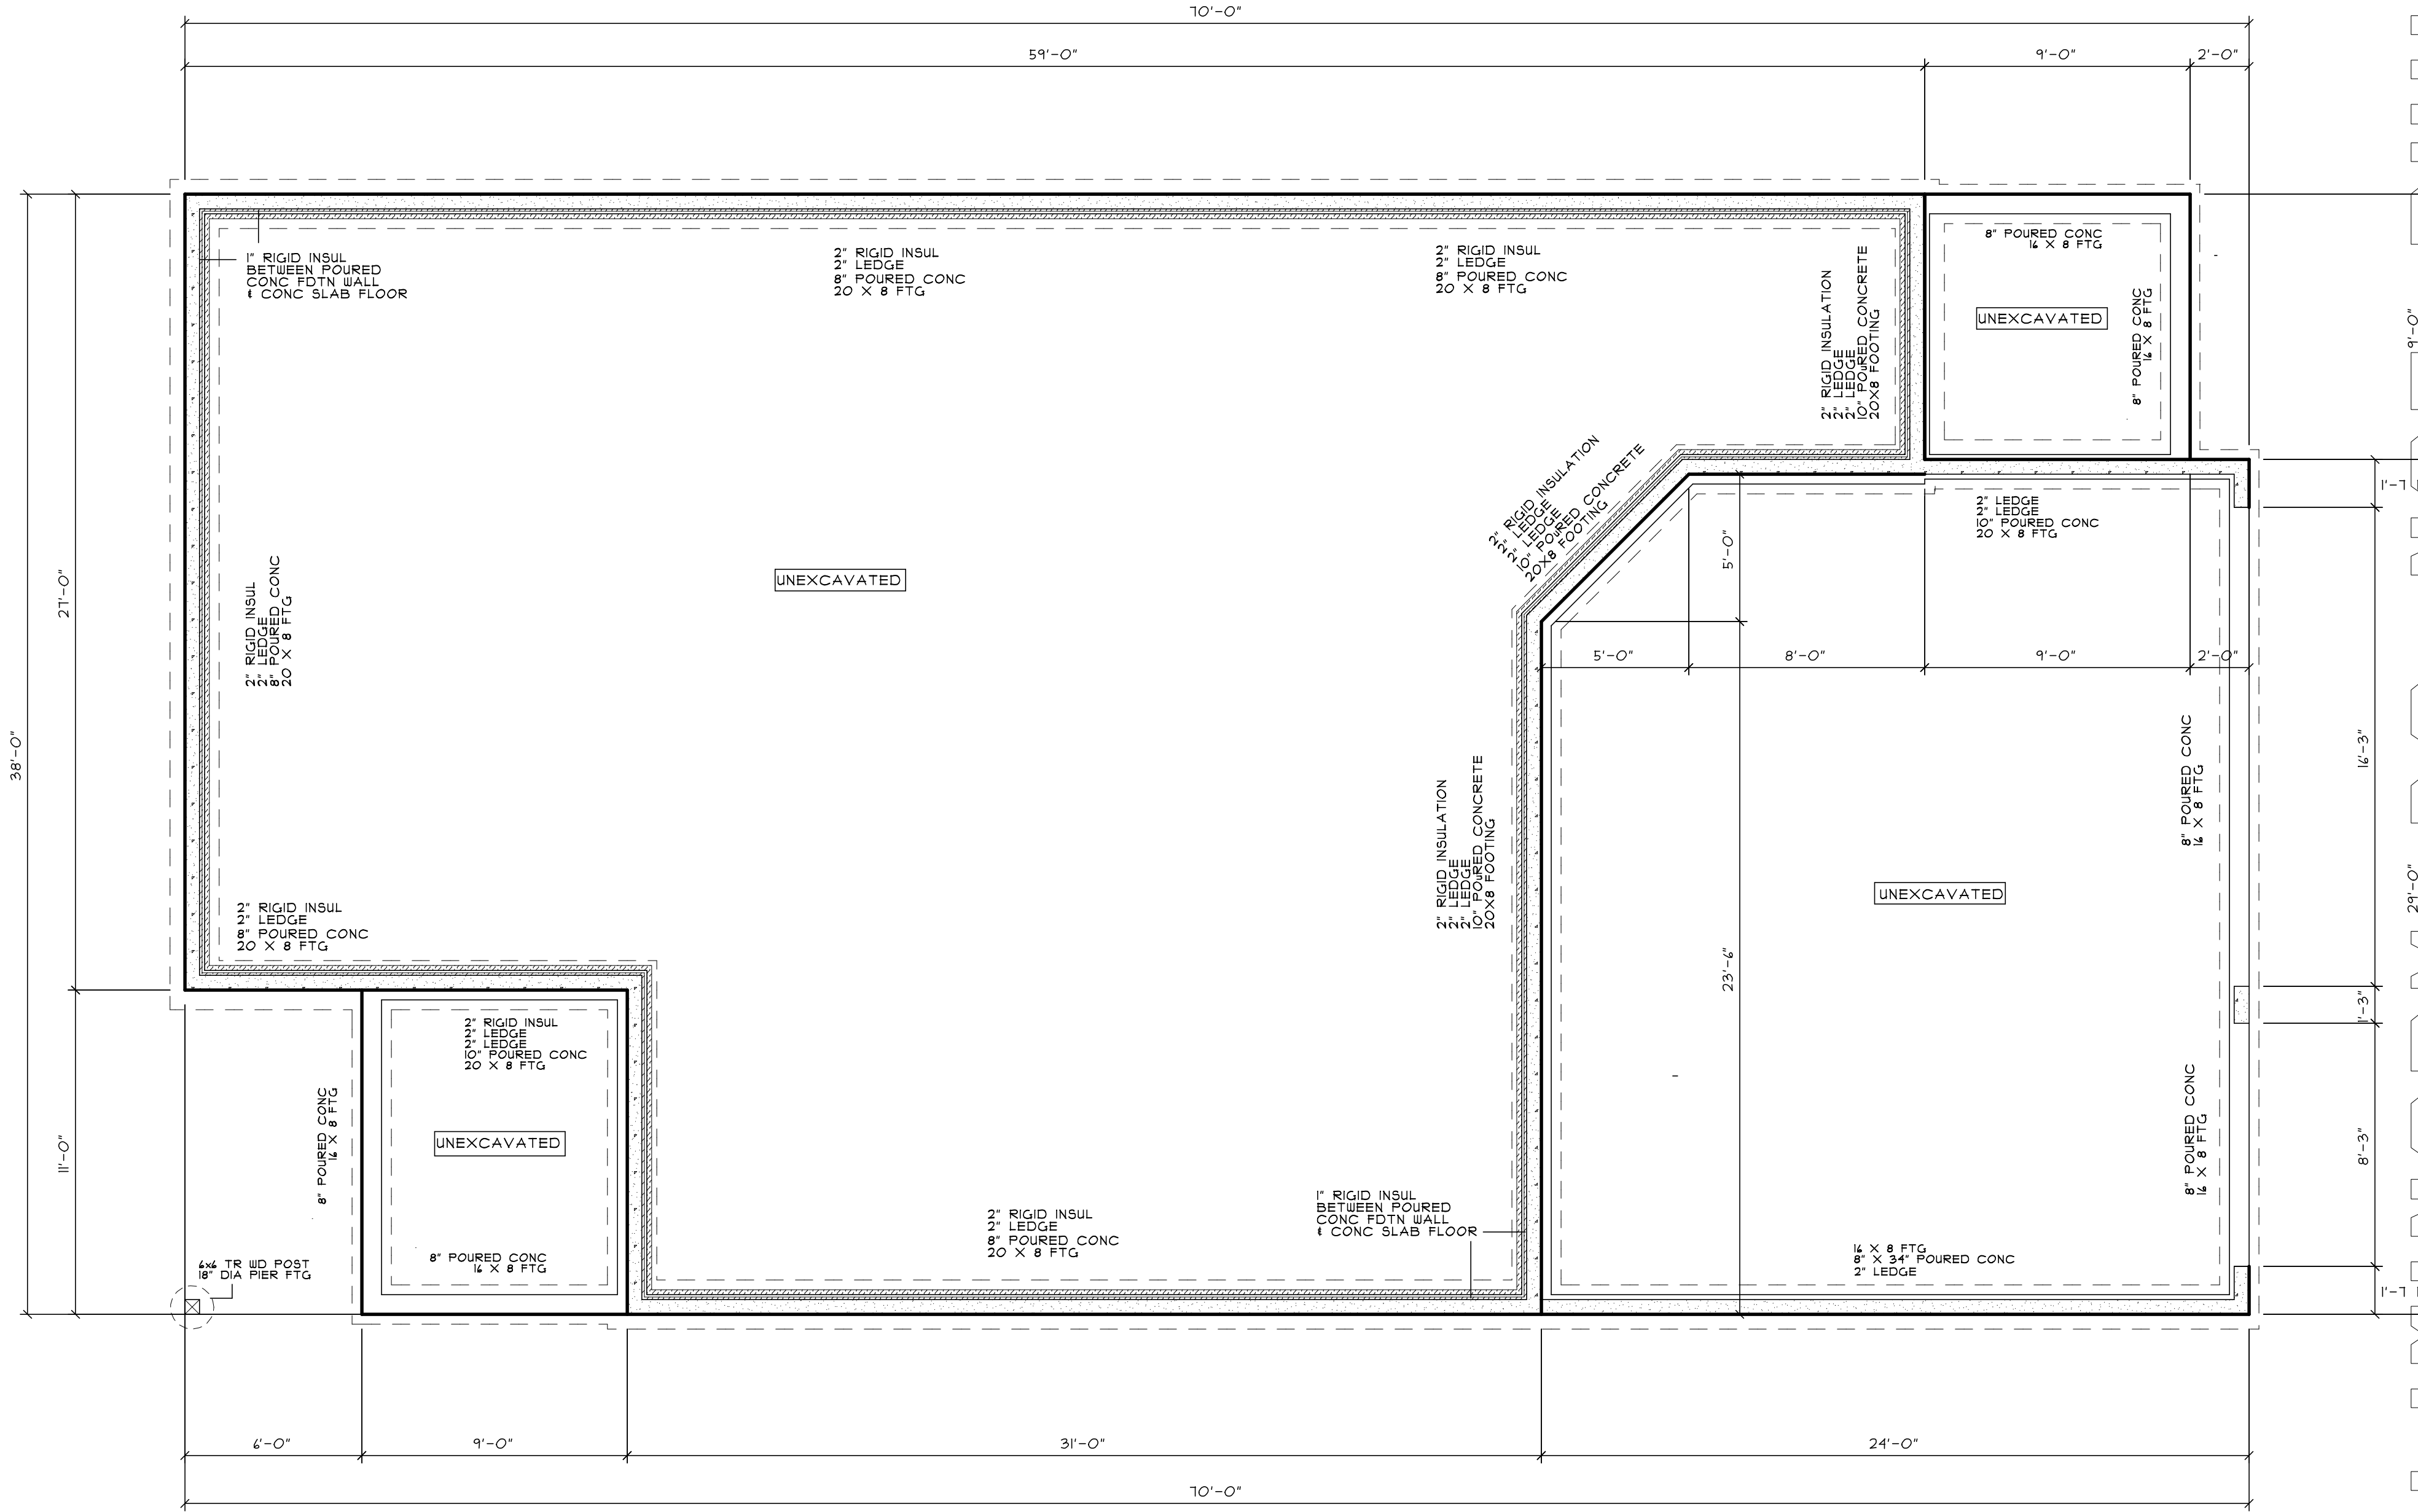 70'-0"
59'-0"
9'-0"
2'-0"
1" RIGID INSUL
BETWEEN POURED
CONC FDTN WALL
& CONC SLAB FLOOR
2" RIGID INSUL
2" LEDGE
8" POURED CONC
20 X 8 FTG
2" RIGID INSUL
2" LEDGE
8" POURED CONC
20 X 8 FTG
2" RIGID INSULATION
2" LEDGE
2" LEDGE
10" POURED CONCRETE
20X8 FOOTING
8" POURED CONC
16 X 8 FTG
UNEXCAVATED
8" POURED CONC
16 X 8 FTG
9'-0"
2" RIGID INSULATION
2" LEDGE
2" LEDGE
10" POURED CONCRETE
20X8 FOOTING
2" LEDGE
2" LEDGE
10" POURED CONC
20 X 8 FTG
1'-7
5'-0"
UNEXCAVATED
27'-0"
38'-0"
2" RIGID INSUL
2" LEDGE
8" POURED CONC
20 X 8 FTG
5'-0"
8'-0"
9'-0"
2'-0"
16'-3"
8" POURED CONC
16 X 8 FTG
2" RIGID INSULATION
2" LEDGE
2" LEDGE
10" POURED CONCRETE
20X8 FOOTING
UNEXCAVATED
29'-0"
23'-6"
2" RIGID INSUL
2" LEDGE
8" POURED CONC
20 X 8 FTG
1'-3"
2" RIGID INSUL
2" LEDGE
2" LEDGE
10" POURED CONC
20 X 8 FTG
11'-0"
8" POURED CONC
16 X 8 FTG
UNEXCAVATED
8" POURED CONC
16 X 8 FTG
8'-3"
1" RIGID INSUL
BETWEEN POURED
CONC FDTN WALL
& CONC SLAB FLOOR
2" RIGID INSUL
2" LEDGE
8" POURED CONC
20 X 8 FTG
8" POURED CONC
16 X 8 FTG
6x6 TR WD POST
18" DIA PIER FTG
16 X 8 FTG
8" X 34" POURED CONC
2" LEDGE
1'-7
6'-0"
9'-0"
31'-0"
24'-0"
70'-0"